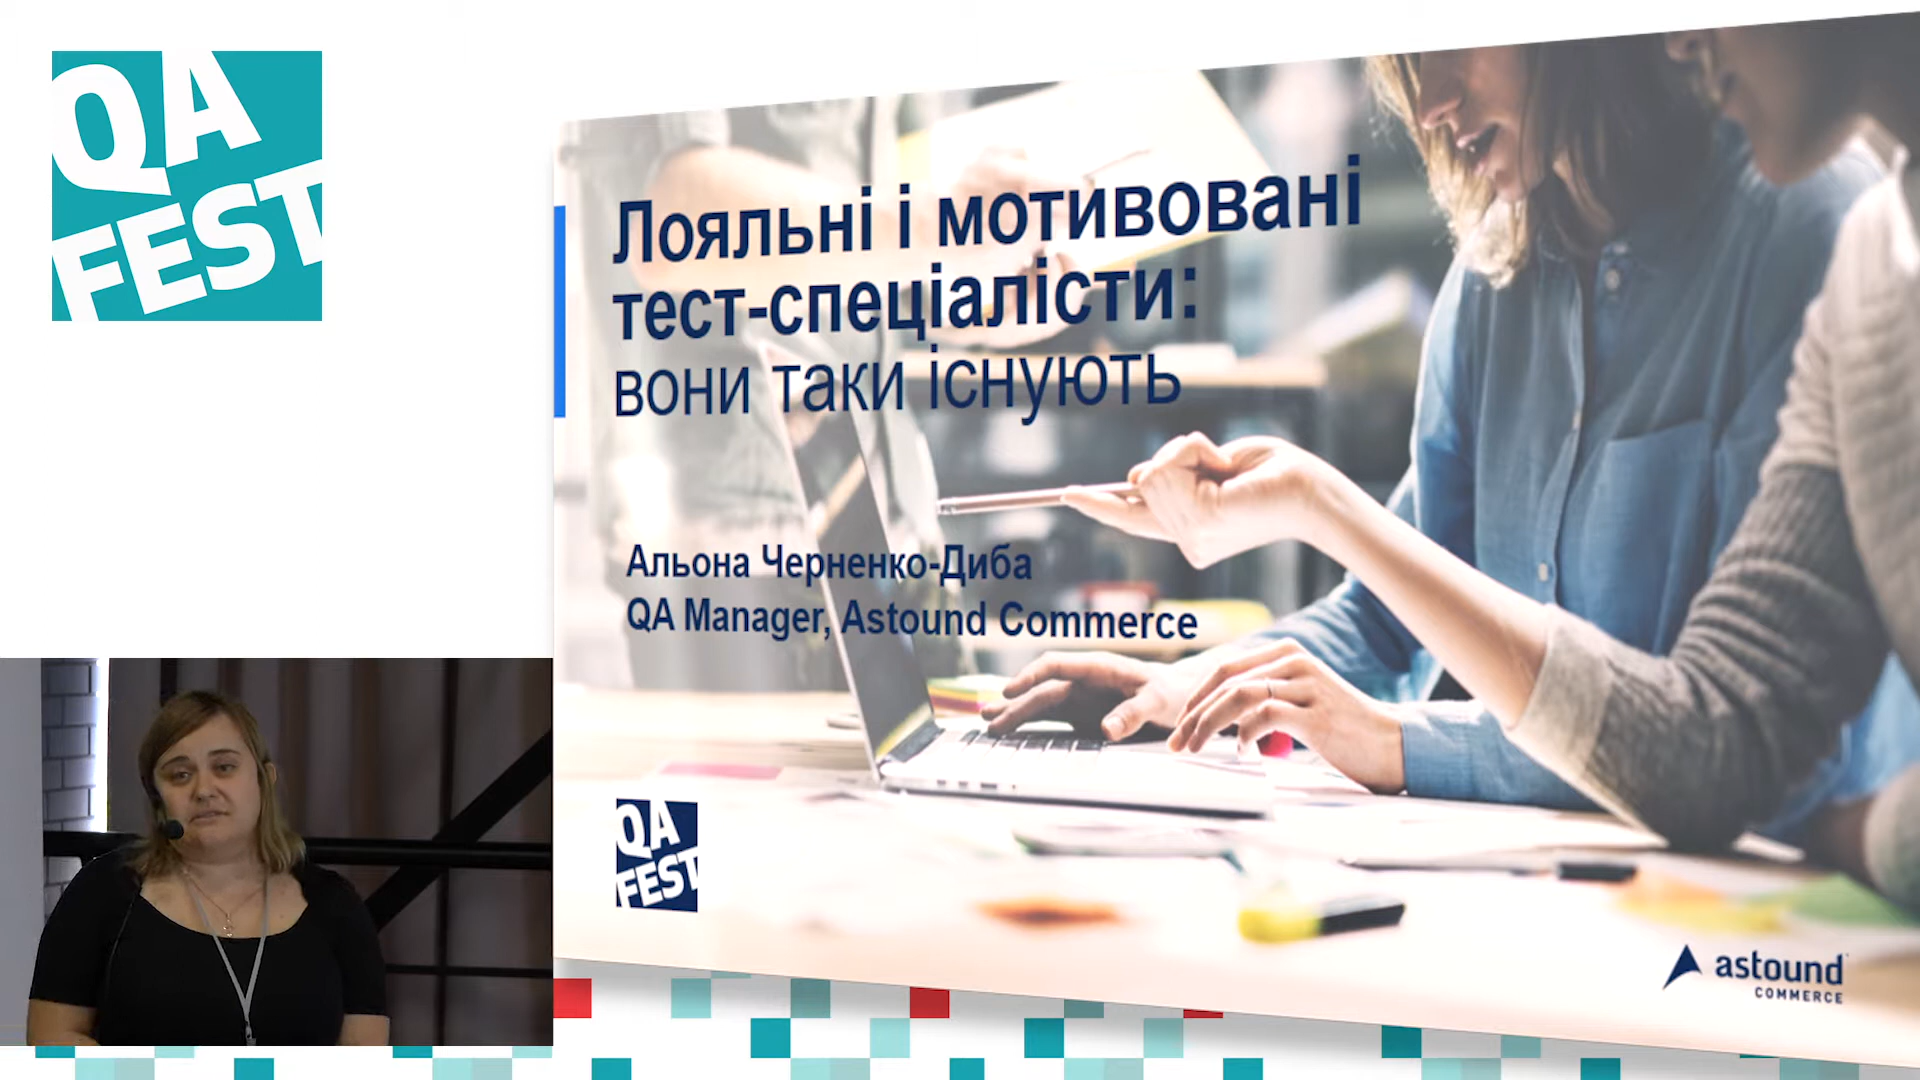 QA
FEST
Лояльні і мотивовані
тест-спеціалісти:
вони таки існують
Альона Черненко-Диба
QA Manager, Astound Commerce
QA
FEST
astound
COMMERCE